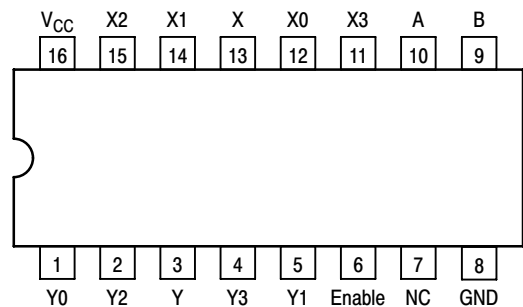 VCC X2 X1 X X0 X3 A B
16 15 14 13 12 11 10 9
1 2 3 4 5 6 7 8
Y0 Y2 Y Y3 Y1 Enable NC GND